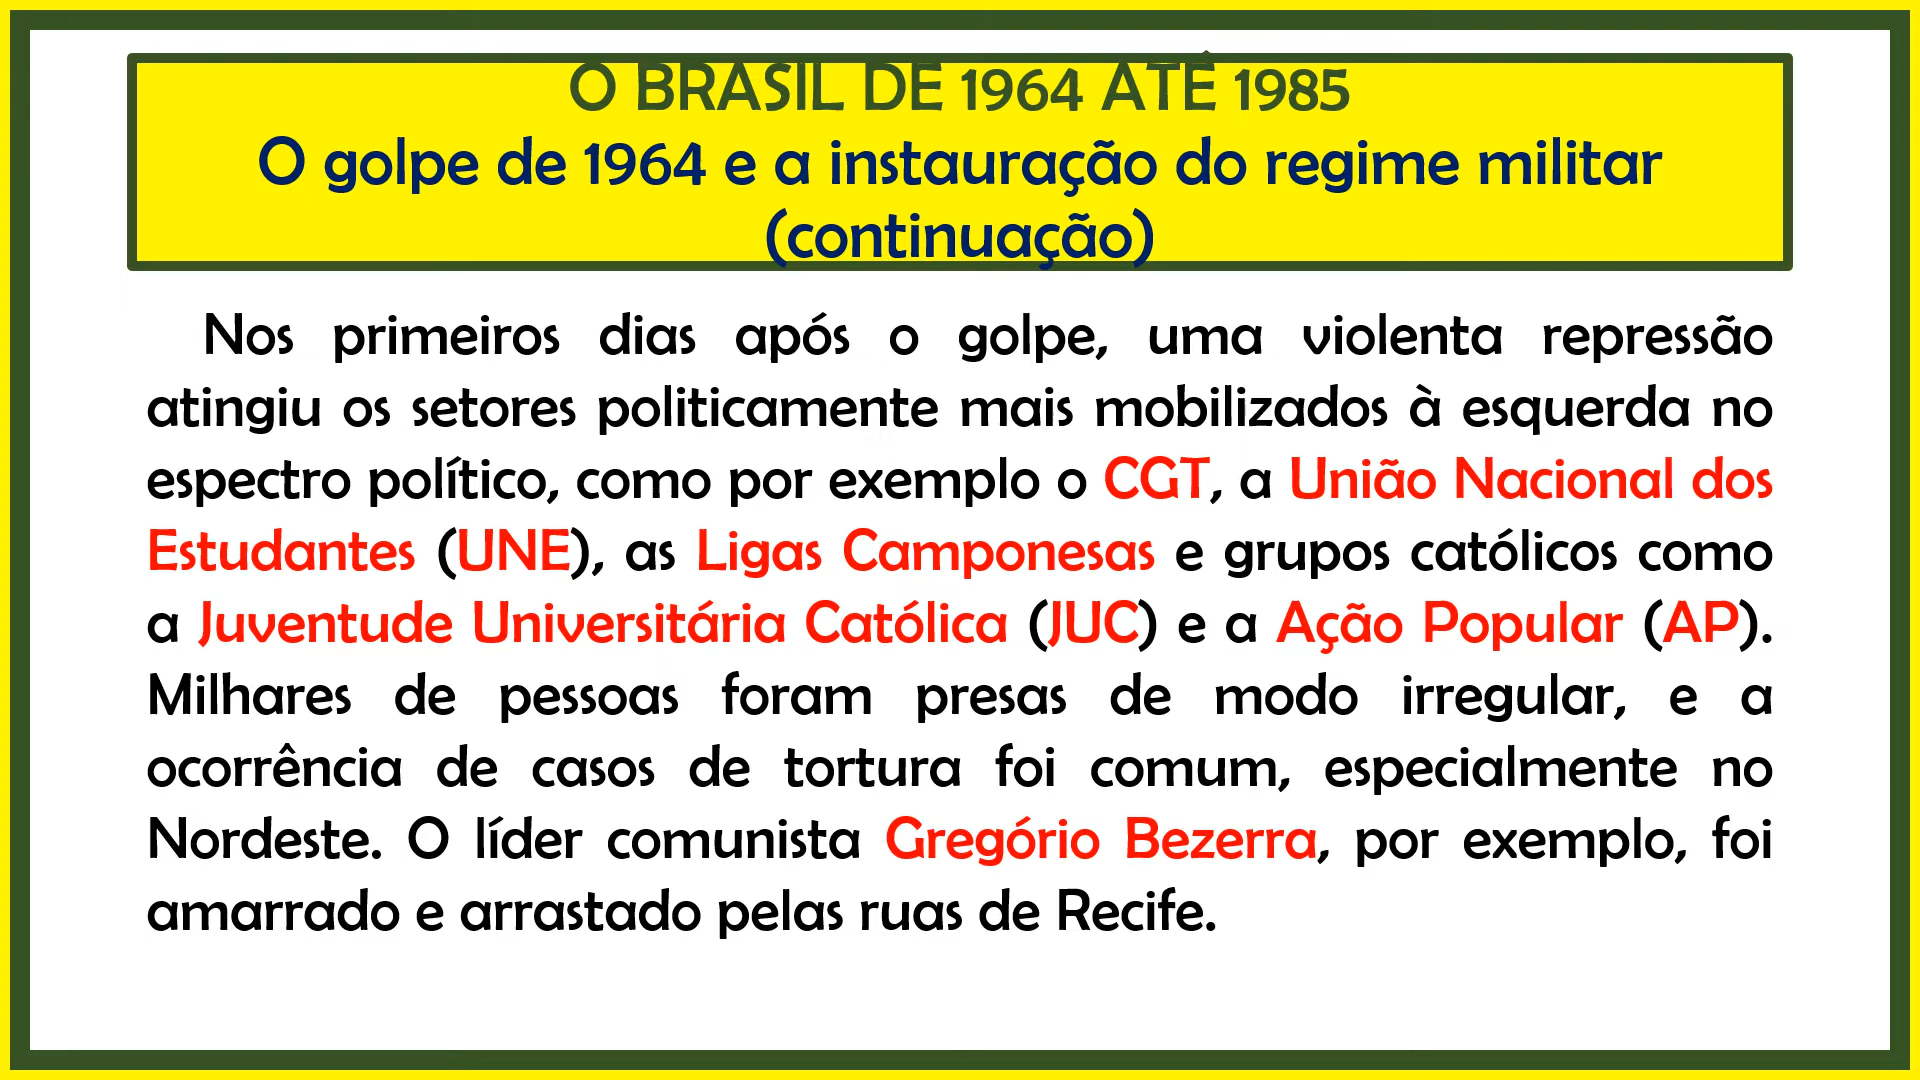 O BRASIL DE 1964 ATÉ 1985
O golpe de 1964 e a instauração do regime militar
(continuação)
Nos primeiros dias após o golpe, uma violenta repressão
atingiu os setores politicamente mais mobilizados à esquerda no
espectro político, como por exemplo o CGT, a União Nacional dos
Estudantes (UNE), as Ligas Camponesas e grupos católicos como
a Juventude Universitária Católica (JUC) e a Ação Popular (AP).
Milhares de pessoas foram presas de modo irregular, e a
ocorrência de casos de tortura foi comum, especialmente no
Nordeste. O líder comunista Gregório Bezerra, por exemplo, foi
amarrado e arrastado pelas ruas de Recife.